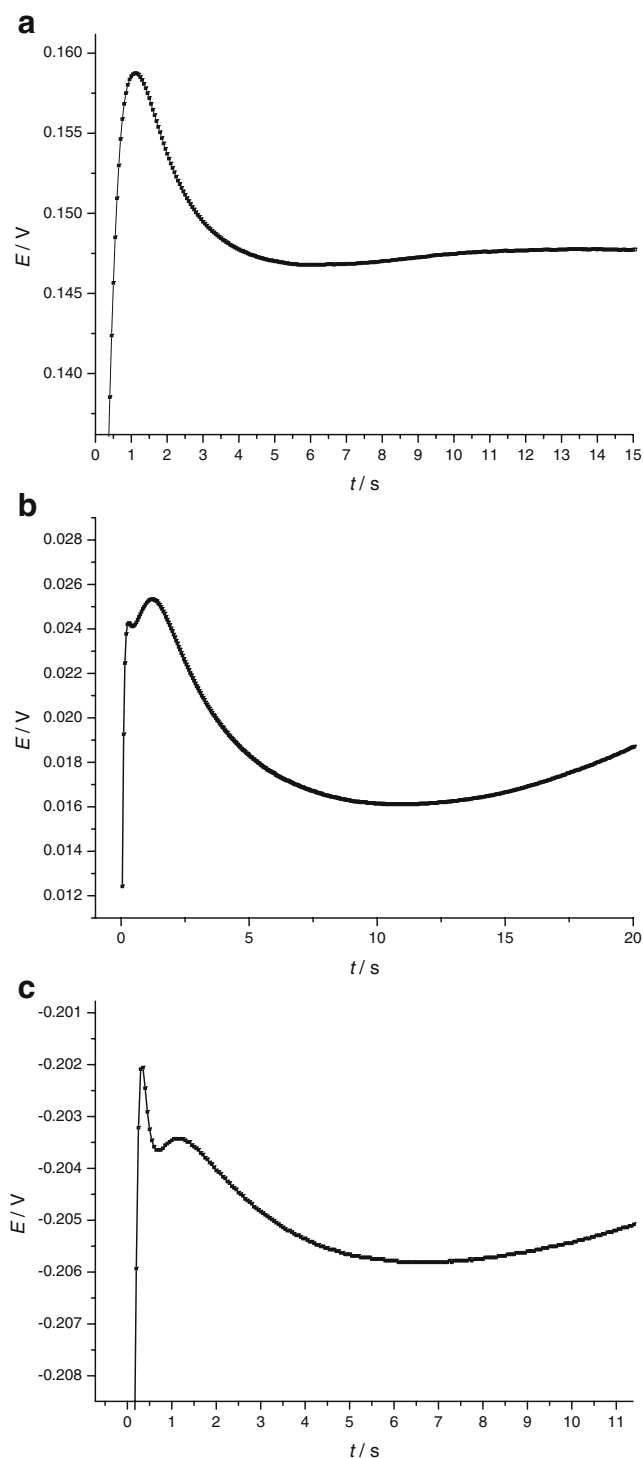 a
0.160
0.155
0.150
0.145
0.140
E / V
0 1 2 3 4 5 6 7 8 9 10 11 12 13 14 15
t / s
b
0.028
0.026
0.024
0.022
0.020
0.018
0.016
0.014
0.012
E / V
0 5 10 15 20
t / s
c
-0.201
-0.202
-0.203
-0.204
-0.205
-0.206
-0.207
-0.208
E / V
0 1 2 3 4 5 6 7 8 9 10 11
t / s